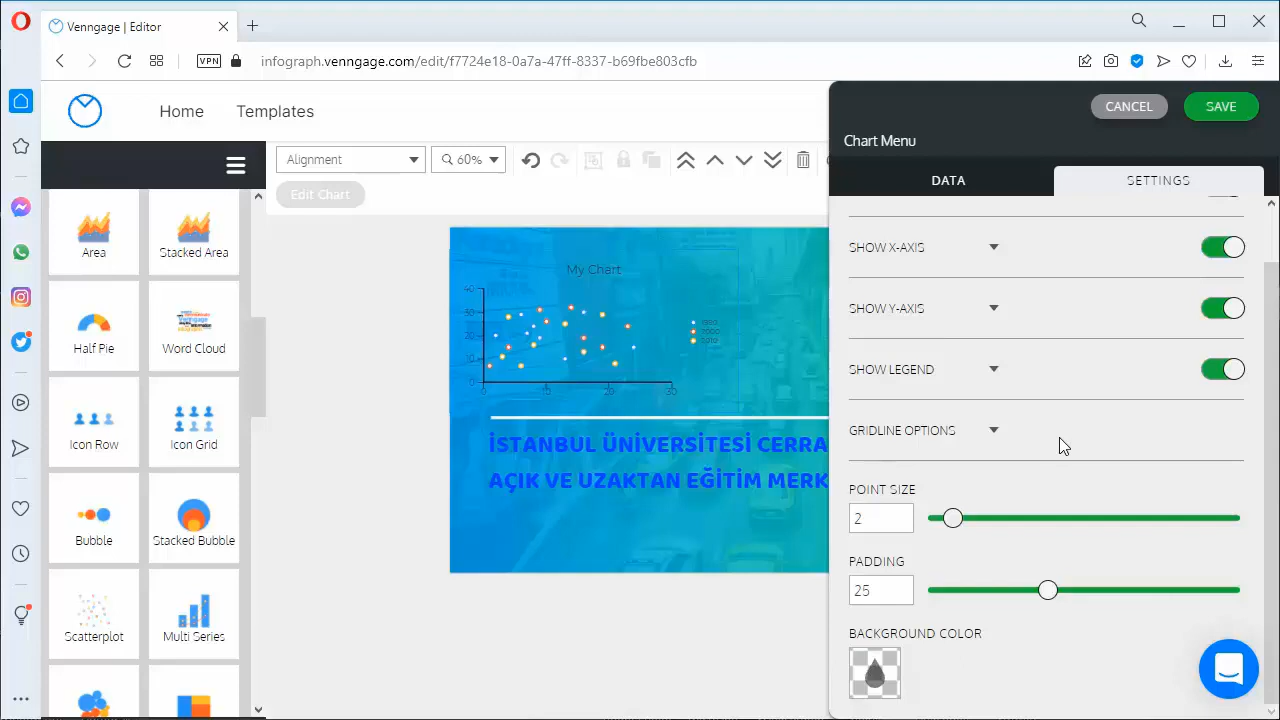 Venngage | Editor
VPN
infograph.venngage.com/edit/f7724e18-0a7a-47ff-8337-b69fbe803cfb
Home
Templates
CANCEL
SAVE
Chart Menu
DATA
SETTINGS
Alignment
60%
Edit Chart
Area
Stacked Area
Half Pie
Word Cloud
Icon Row
Icon Grid
Bubble
Stacked Bubble
Scatterplot
Multi Series
My Chart
40
30
20
10
0
0
10
20
30
1990
2000
2010
İSTANBUL ÜNİVERSİTESİ CERRA
AÇIK VE UZAKTAN EĞİTİM MERK
SHOW X-AXIS
SHOW Y-AXIS
SHOW LEGEND
GRIDLINE OPTIONS
POINT SIZE
2
PADDING
25
BACKGROUND COLOR